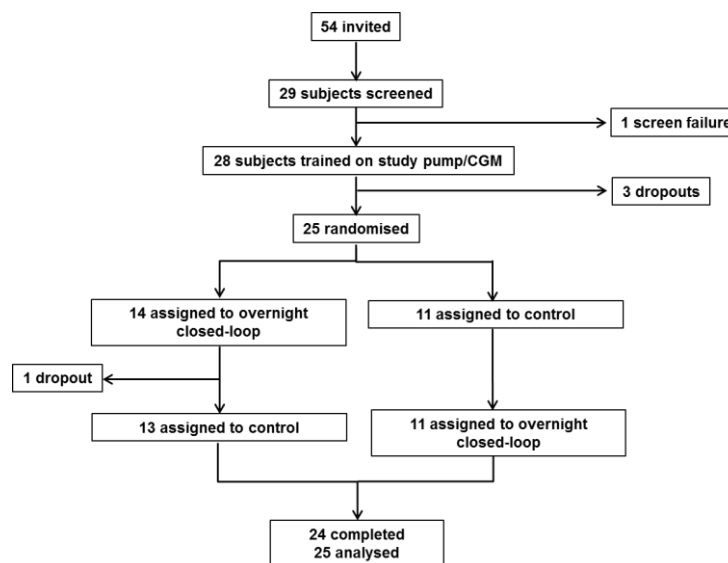 54 invited
29 subjects screened
1 screen failure
28 subjects trained on study pump/CGM
3 dropouts
25 randomised
14 assigned to overnight
closed-loop
11 assigned to control
1 dropout
13 assigned to control
11 assigned to overnight
closed-loop
24 completed
25 analysed